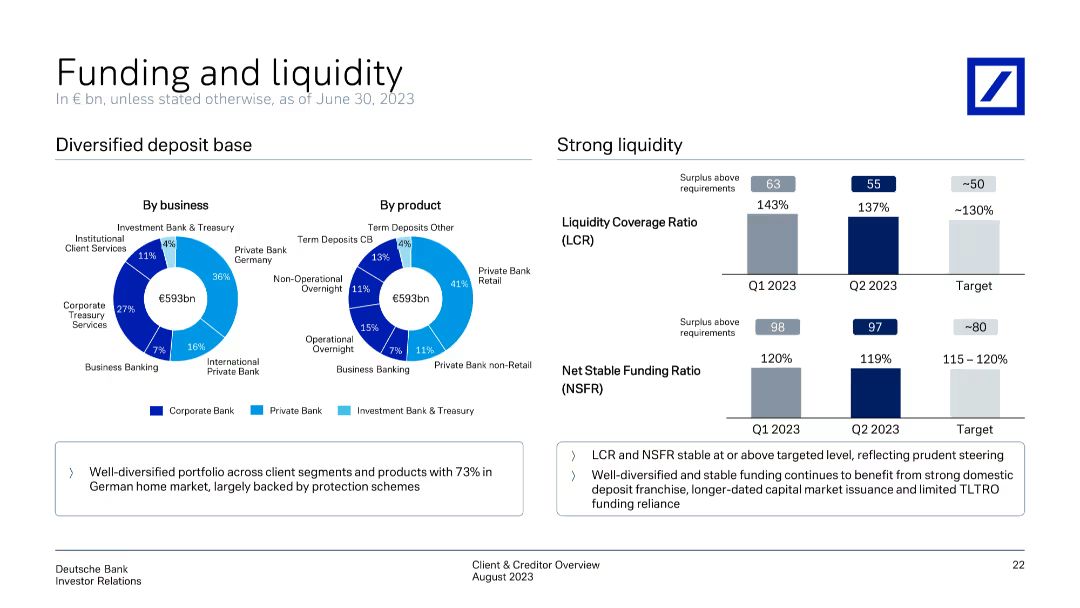 Funding and liquidity
In € bn, unless stated otherwise, as of June 30, 2023
Diversified deposit base
By business
Investment Bank & Treasury
Institutional
Client Services
4%
11%
Private Bank
Germany
36%
€593bn
Corporate
Treasury
Services
27%
7%
16%
Business Banking
International
Private Bank
By product
Term Deposits Other
Term Deposits CB
4%
13%
Non-Operational
Overnight
11%
Private Bank
Retail
41%
€593bn
15%
Operational
Overnight
7%
11%
Business Banking
Private Bank non-Retail
Corporate Bank
Private Bank
Investment Bank & Treasury
〉 Well-diversified portfolio across client segments and products with 73% in
German home market, largely backed by protection schemes
Strong liquidity
Surplus above
requirements
63
55
~50
Liquidity Coverage Ratio
(LCR)
143%
137%
~130%
Q1 2023
Q2 2023
Target
Surplus above
requirements
98
97
~80
Net Stable Funding Ratio
(NSFR)
120%
119%
115 – 120%
Q1 2023
Q2 2023
Target
〉 LCR and NSFR stable at or above targeted level, reflecting prudent steering
〉 Well-diversified and stable funding continues to benefit from strong domestic
deposit franchise, longer-dated capital market issuance and limited TLTRO
funding reliance
Deutsche Bank
Investor Relations
Client & Creditor Overview
August 2023
22